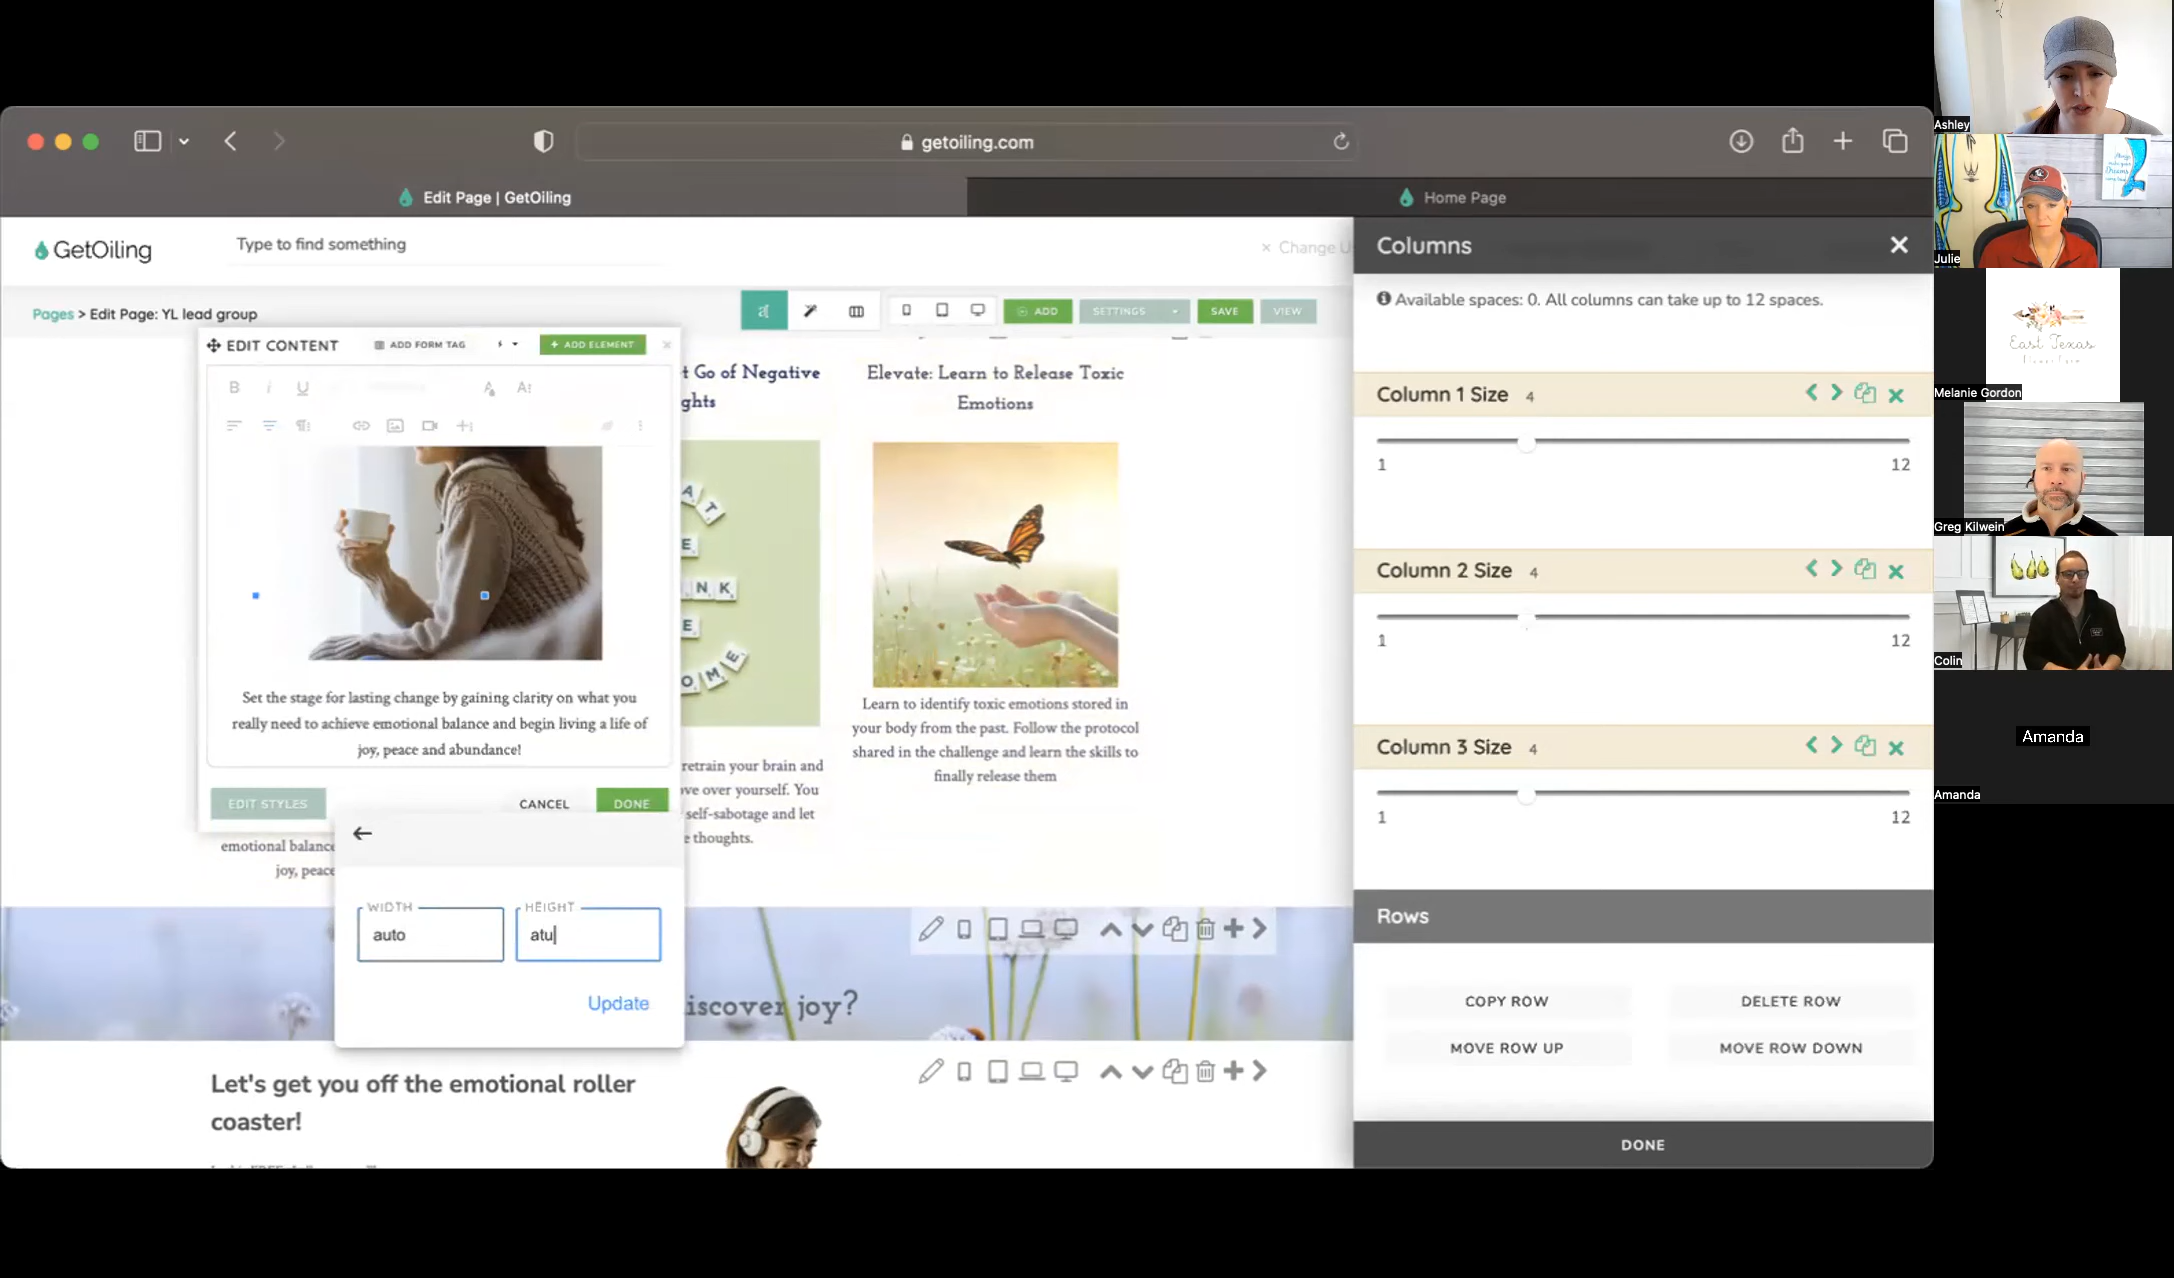 getoiling.com
Edit Page | GetOiling
Home Page
GetOiling
Type to find something
× Change U
Pages > Edit Page: YL lead group
ADD
SETTINGS
SAVE
VIEW
EDIT CONTENT
ADD FORM TAG
+ ADD ELEMENT
B i U
Set the stage for lasting change by gaining clarity on what you
really need to achieve emotional balance and begin living a life of
joy, peace and abundance!
EDIT STYLES
CANCEL
DONE
emotional balance
joy, peace
WIDTH
auto
HEIGHT
atu
Update
t Go of Negative
ghts
A
T
E
I N K
E
O M E
retrain your brain and
ve over yourself. You
self-sabotage and let
e thoughts.
Elevate: Learn to Release Toxic
Emotions
Learn to identify toxic emotions stored in
your body from the past. Follow the protocol
shared in the challenge and learn the skills to
finally release them
iscover joy?
Let's get you off the emotional roller
coaster!
Columns
Available spaces: 0. All columns can take up to 12 spaces.
Column 1 Size 4
1 12
Column 2 Size 4
1 12
Column 3 Size 4
1 12
Rows
COPY ROW
DELETE ROW
MOVE ROW UP
MOVE ROW DOWN
DONE
Ashley
Dreams
Julie
East Texas
Melanie Gordon
Greg Kilwein
Colin
Amanda
Amanda